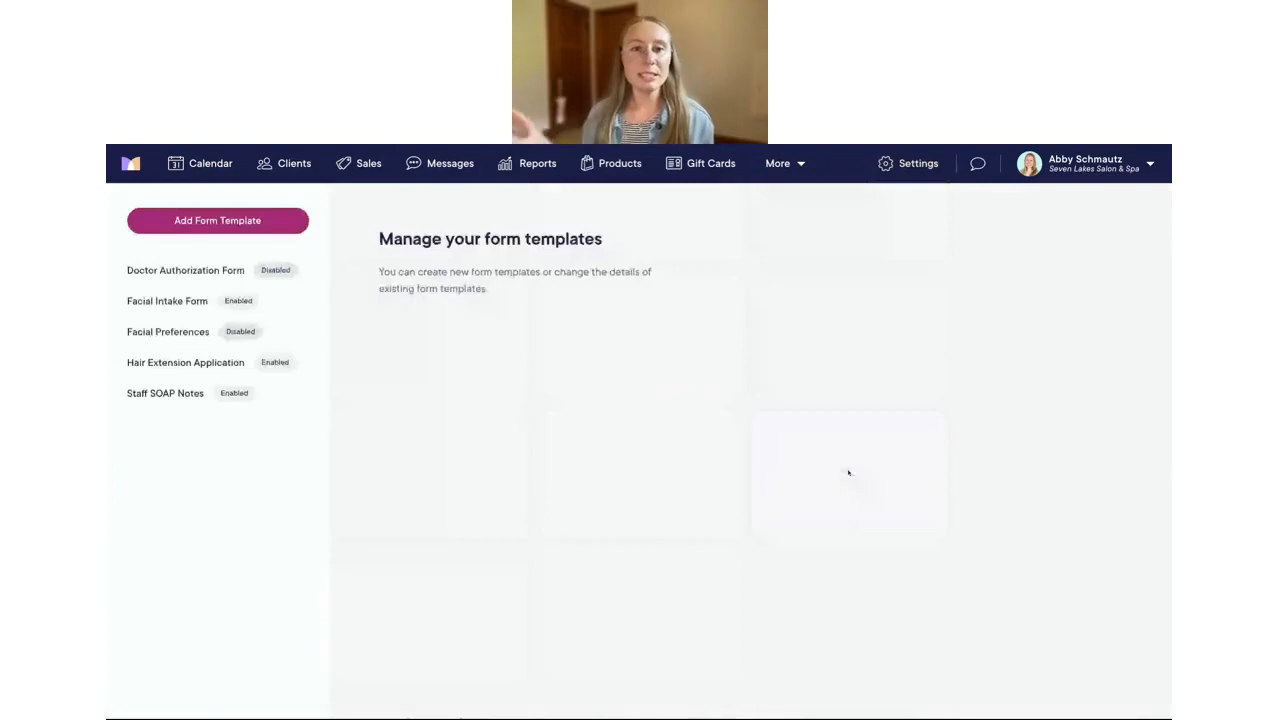 Calendar
Clients
Sales
Messages
Reports
Products
Gift Cards
More
Settings
Abby Schmautz
Seven Lakes Salon & Spa
Add Form Template
Manage your form templates
You can create new form templates or change the details of
existing form templates.
Doctor Authorization Form Disabled
Facial Intake Form Enabled
Facial Preferences Disabled
Hair Extension Application Enabled
Staff SOAP Notes Enabled